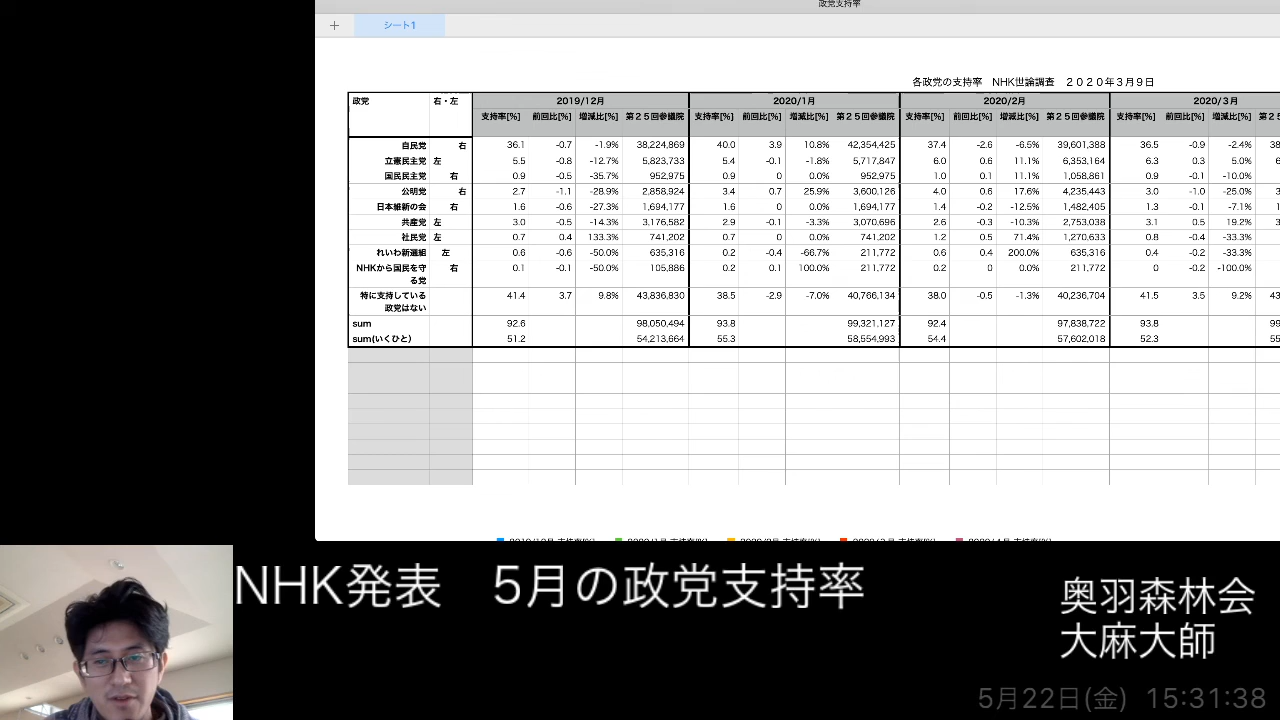 政党支持率
＋ シート1
各政党の支持率　NHK世論調査　２０２０年３月９日
政党 右・左 2019/12月 2020/1月 2020/2月 2020/３月
支持率[%] 前回比[%] 増減比[%] 第２５回参議院 支持率[%] 前回比[%] 増減比[%] 第２５回参議院 支持率[%] 前回比[%] 増減比[%] 第２５回参議院 支持率[%] 前回比[%] 増減比[%] 第２５
自民党 右 36.1 -0.7 -1.9% 38,224,869 40.0 3.9 10.8% 42,354,425 37.4 -2.6 -6.5% 39,601,388 36.5 -0.9 -2.4% 38
立憲民主党 左 5.5 -0.8 -12.7% 5,823,733 5.4 -0.1 -1.8% 5,717,847 6.0 0.6 11.1% 6,353,164 6.3 0.3 5.0% 6
国民民主党 右 0.9 -0.5 -35.7% 952,975 0.9 0 0.0% 952,975 1.0 0.1 11.1% 1,058,861 0.9 -0.1 -10.0%
公明党 右 2.7 -1.1 -28.9% 2,858,924 3.4 0.7 25.9% 3,600,126 4.0 0.6 17.6% 4,235,443 3.0 -1.0 -25.0% 3
日本維新の会 右 1.6 -0.6 -27.3% 1,694,177 1.6 0 0.0% 1,694,177 1.4 -0.2 -12.5% 1,482,405 1.3 -0.1 -7.1% 1
共産党 左 3.0 -0.5 -14.3% 3,176,582 2.9 -0.1 -3.3% 3,070,696 2.6 -0.3 -10.3% 2,753,038 3.1 0.5 19.2% 3
社民党 左 0.7 0.4 133.3% 741,202 0.7 0 0.0% 741,202 1.2 0.5 71.4% 1,270,633 0.8 -0.4 -33.3%
れいわ新選組 左 0.6 -0.6 -50.0% 635,316 0.2 -0.4 -66.7% 211,772 0.6 0.4 200.0% 635,316 0.4 -0.2 -33.3%
NHKから国民を守 右 0.1 -0.1 -50.0% 105,886 0.2 0.1 100.0% 211,772 0.2 0 0.0% 211,772 0 -0.2 -100.0%
る党
特に支持している 41.4 3.7 9.8% 43,836,830 38.5 -2.9 -7.0% 40,766,134 38.0 -0.5 -1.3% 40,236,704 41.5 3.5 9.2% 43
政党はない
sum 92.6 98,050,494 93.8 99,321,127 92.4 97,838,722 93.8 99
sum(いくひと) 51.2 54,213,664 55.3 58,554,993 54.4 57,602,018 52.3 55
NHK発表　5月の政党支持率
奥羽森林会
大麻大師
5月22日(金) 15:31:38